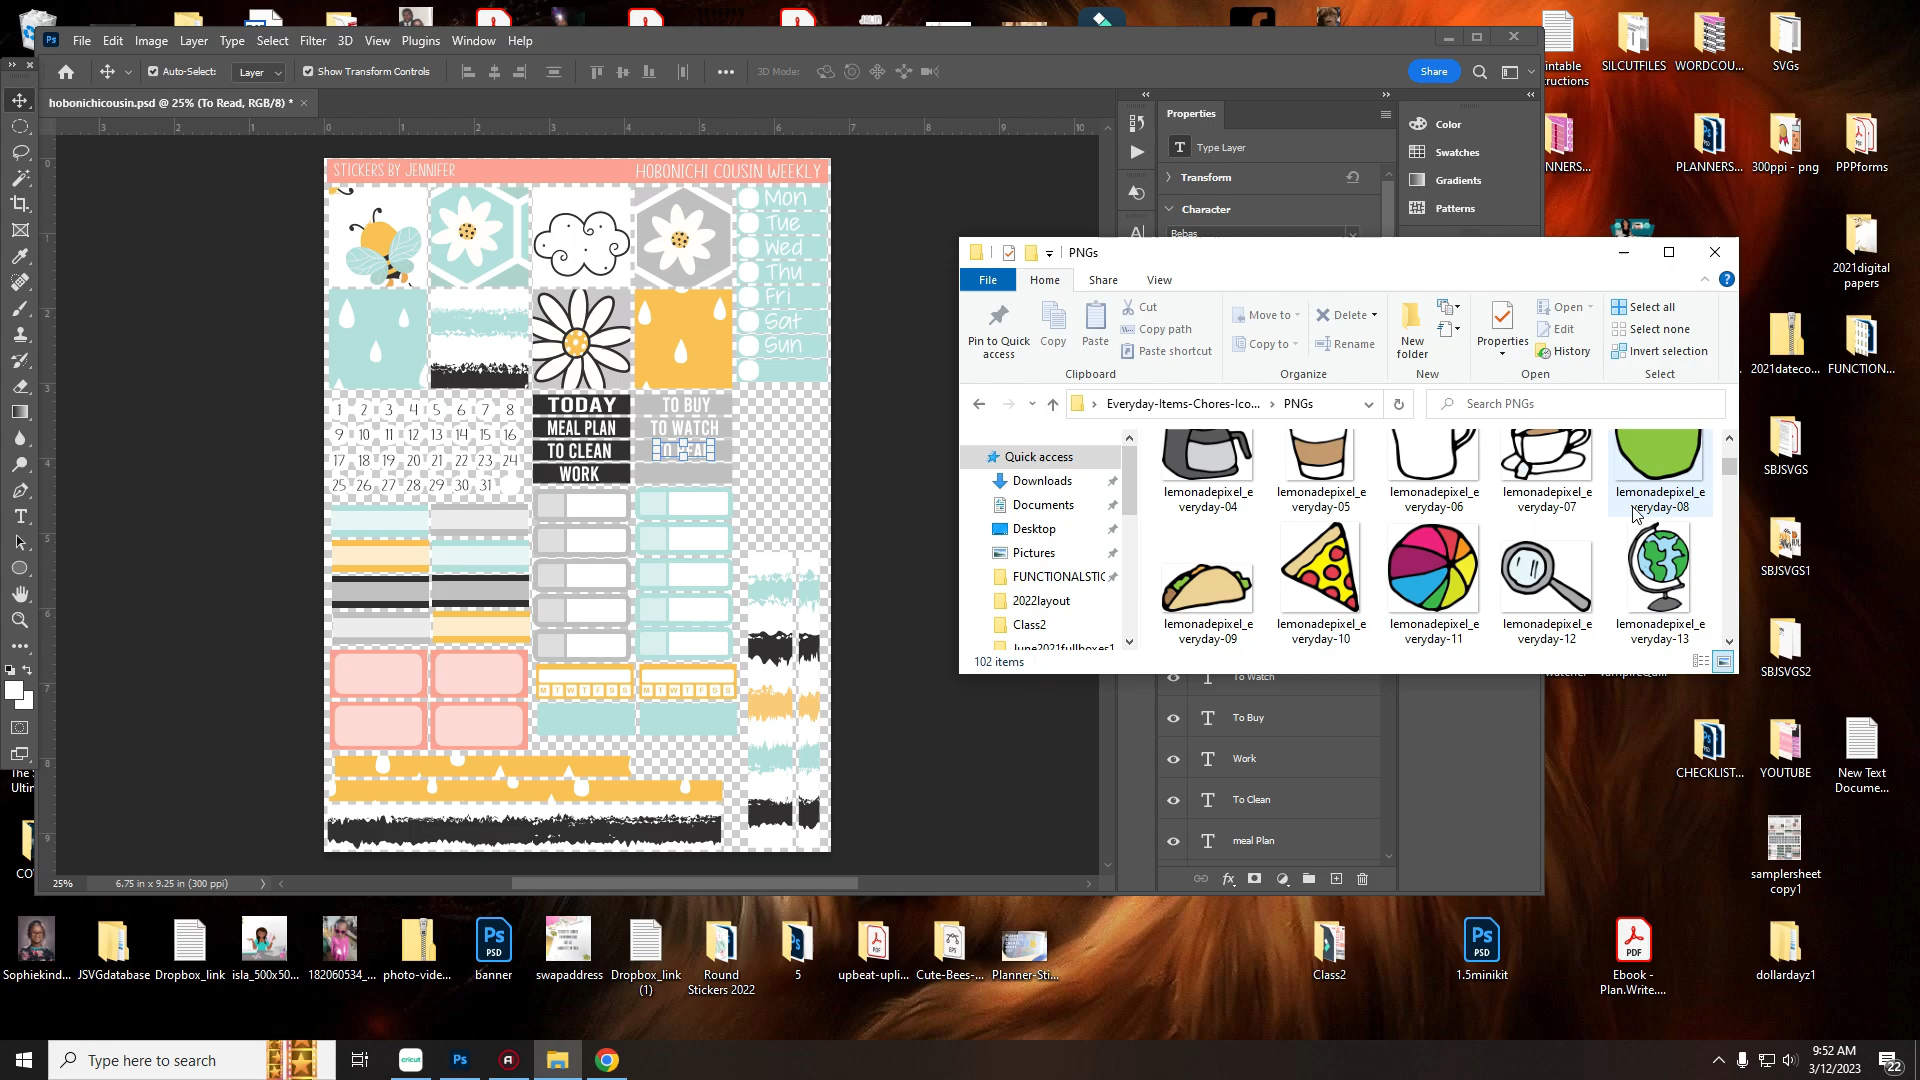 File Edit Image Layer Type Select Filter 3D View Plugins Window Help
Auto-Select: Layer Show Transform Controls 3D Mode: Share
hobonichicousin.psd @ 25% (To Read, RGB/8) *
STICKERS BY JENNIFER HOBONICHI COUSIN WEEKLY
Mon
Tue
Wed
Thu
Fri
Sat
Sun
1 2 3 4 5 6 7 8
9 10 11 12 13 14 15 16
17 18 19 20 21 22 23 24
25 26 27 28 29 30 31
TODAY
MEAL PLAN
TO CLEAN
WORK
TO BUY
TO WATCH
TO READ
M T W T F S S M T W T F S S
25% 6.75 in x 9.25 in (300 ppi)
Properties
Type Layer
Transform
Character
Bebas
Color
Swatches
Gradients
Patterns
To Watch
To Buy
Work
To Clean
meal Plan
PNGs
File Home Share View
Pin to Quick access
Copy
Paste
Cut
Copy path
Paste shortcut
Clipboard
Move to
Copy to
Delete
Rename
Organize
New folder
New
Properties
Open
Edit
History
Open
Select all
Select none
Invert selection
Select
Everyday-Items-Chores-Ico... PNGs
Search PNGs
Quick access
Downloads
Documents
Desktop
Pictures
FUNCTIONALSTIC
2022layout
Class2
June2021fullboxes1
lemonadepixel_everyday-04
lemonadepixel_everyday-05
lemonadepixel_everyday-06
lemonadepixel_everyday-07
lemonadepixel_everyday-08
lemonadepixel_everyday-09
lemonadepixel_everyday-10
lemonadepixel_everyday-11
lemonadepixel_everyday-12
lemonadepixel_everyday-13
102 items
SILCUTFILES
WORDCOU...
SVGs
PLANNERS...
300ppi - png
PPPforms
2021digital papers
2021dateco...
FUNCTION...
SBJSVGS
SBJSVGS1
SBJSVGS2
CHECKLIST...
YOUTUBE
New Text Docume...
samplersheet copy1
Sophiekind...
JSVGdatabase
Dropbox_link
isla_500x50...
182060534_...
photo-vide...
banner
swapaddress
Dropbox_link (1)
Round Stickers 2022
5
upbeat-upli...
Cute-Bees-...
Planner-Sti...
Class2
1.5minikit
Ebook - Plan.Write....
dollardayz1
Type here to search
9:52 AM
3/12/2023
22